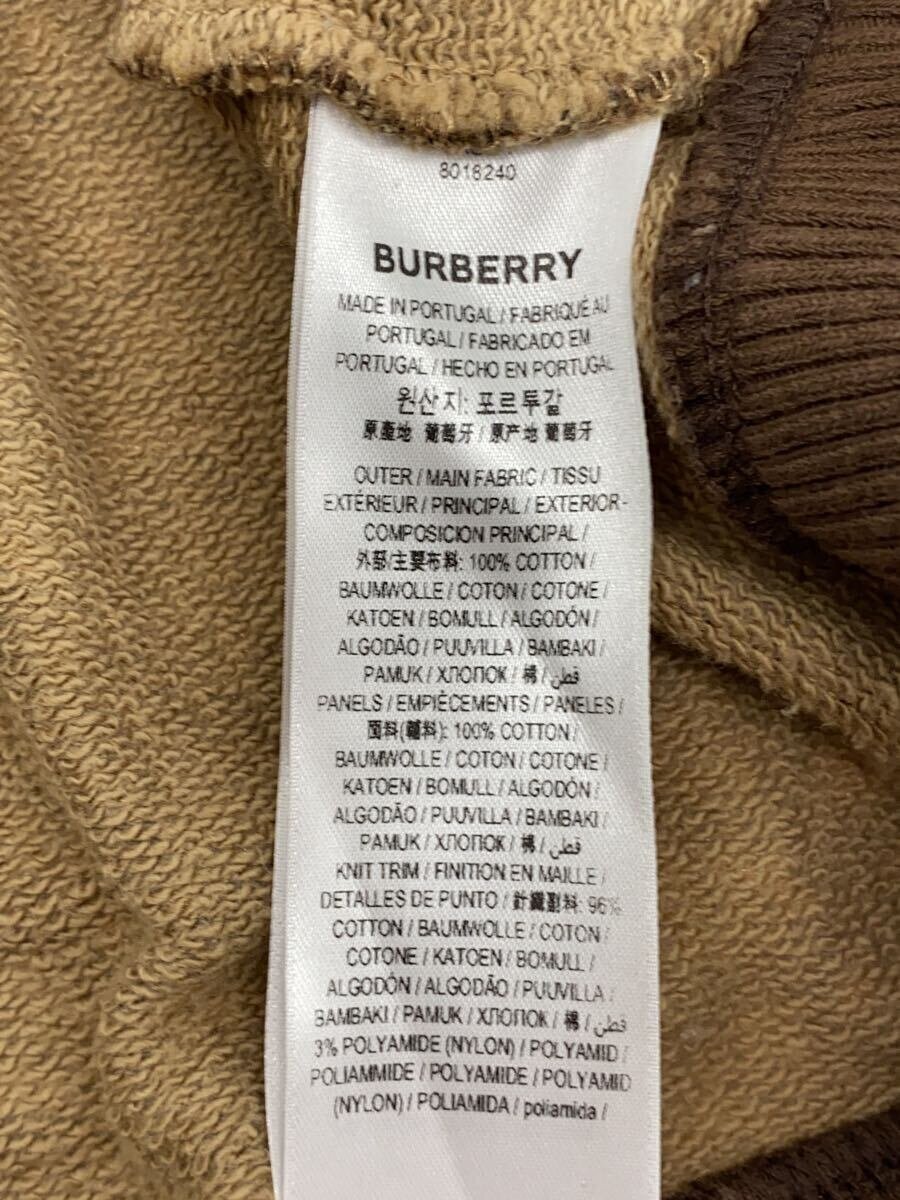 8018240
BURBERRY
MADE IN PORTUGAL / FABRIQUÉ AU
PORTUGAL / FABRICADO EM
PORTUGAL / HECHO EN PORTUGAL
원산지: 포르투갈
原產地 葡萄牙 / 原产地 葡萄牙
OUTER / MAIN FABRIC / TISSU
EXTÉRIEUR / PRINCIPAL / EXTERIOR-
COMPOSICION PRINCIPAL /
外部/主要布料: 100% COTTON /
BAUMWOLLE / COTON / COTONE /
KATOEN / BOMULL / ALGODÓN /
ALGODÃO / PUUVILLA / BAMBAKI /
PAMUK / ХЛОПОК / 棉 / قطن /
PANELS / EMPIÈCEMENTS / PANELES /
面料(輔料): 100% COTTON /
BAUMWOLLE / COTON / COTONE /
KATOEN / BOMULL / ALGODÓN /
ALGODÃO / PUUVILLA / BAMBAKI /
PAMUK / ХЛОПОК / 棉 / قطن /
KNIT TRIM / FINITION EN MAILLE /
DETALLES DE PUNTO / 針織副料: 96%
COTTON / BAUMWOLLE / COTON /
COTONE / KATOEN / BOMULL /
ALGODÓN / ALGODÃO / PUUVILLA /
BAMBAKI / PAMUK / ХЛОПОК / 棉 / قطن /
3% POLYAMIDE (NYLON) / POLYAMID /
POLIAMMIDE / POLYAMIDE / POLYAMID
(NYLON) / POLIAMIDA / poliamida /